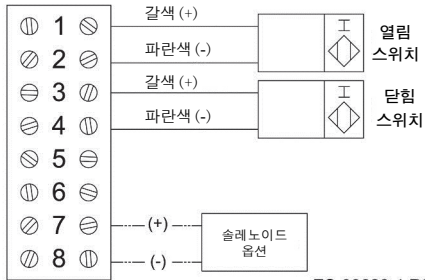 1
갈색 (+)
2
파란색 (-)
열림
스위치
3
갈색 (+)
4
파란색 (-)
닫힘
스위치
5
6
7
(+)
8
(-)
솔레노이드
옵션